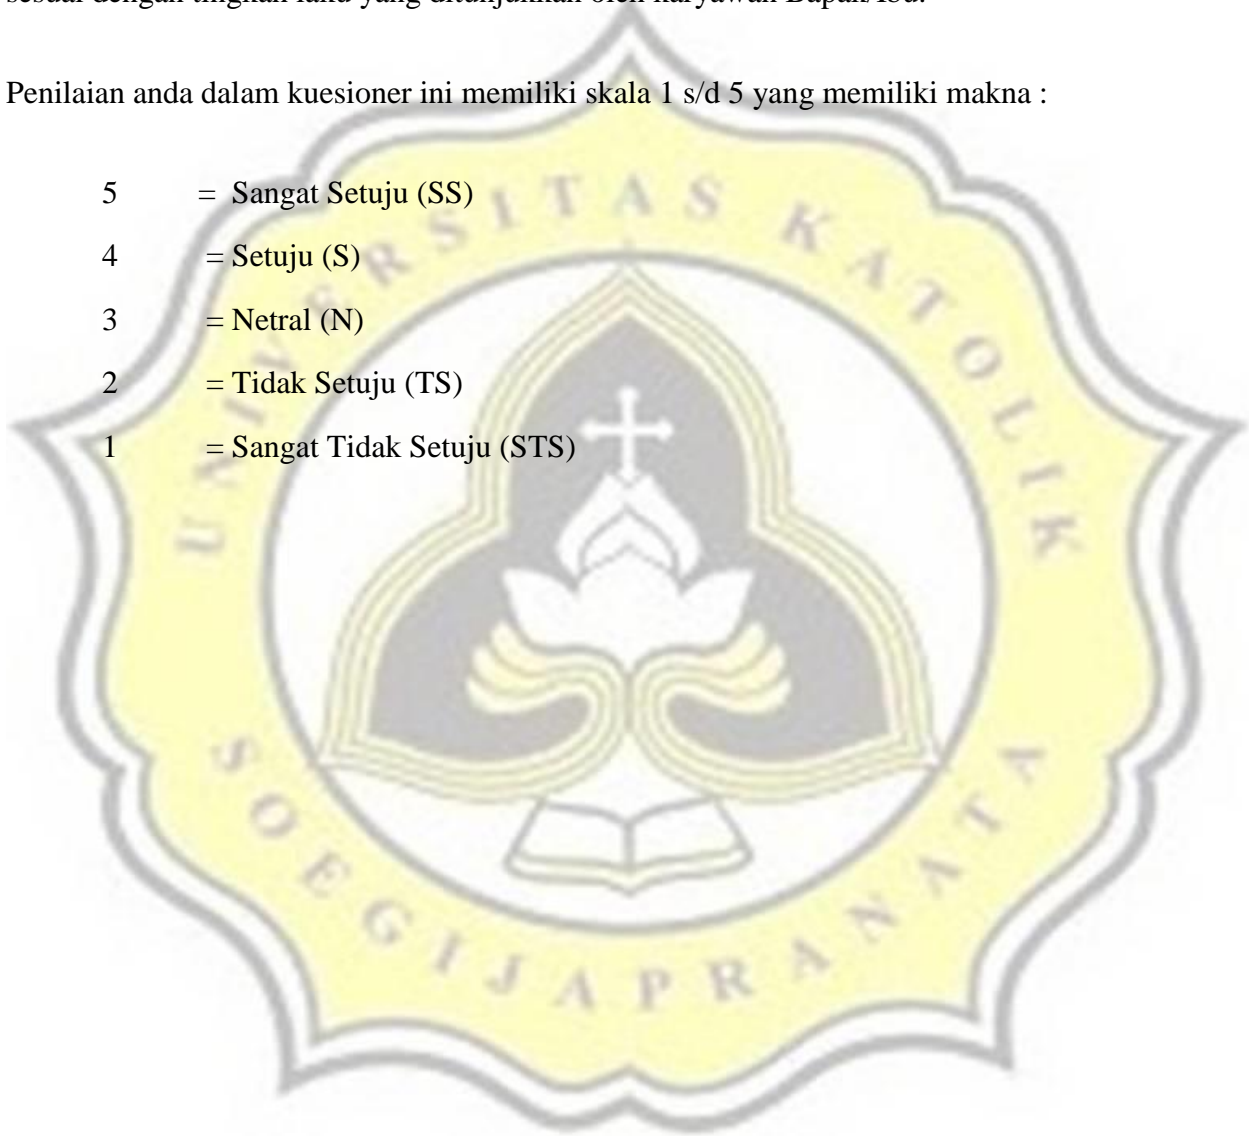 sesuai dengan tingkah laku yang ditunjukkan oleh karyawan Bapak/Ibu.
Penilaian anda dalam kuesioner ini memiliki skala 1 s/d 5 yang memiliki makna :
5 = Sangat Setuju (SS)
4 = Setuju (S)
3 = Netral (N)
2 = Tidak Setuju (TS)
1 = Sangat Tidak Setuju (STS)
UNIVERSITAS KATOLIK
SOEGIJAPRANATA